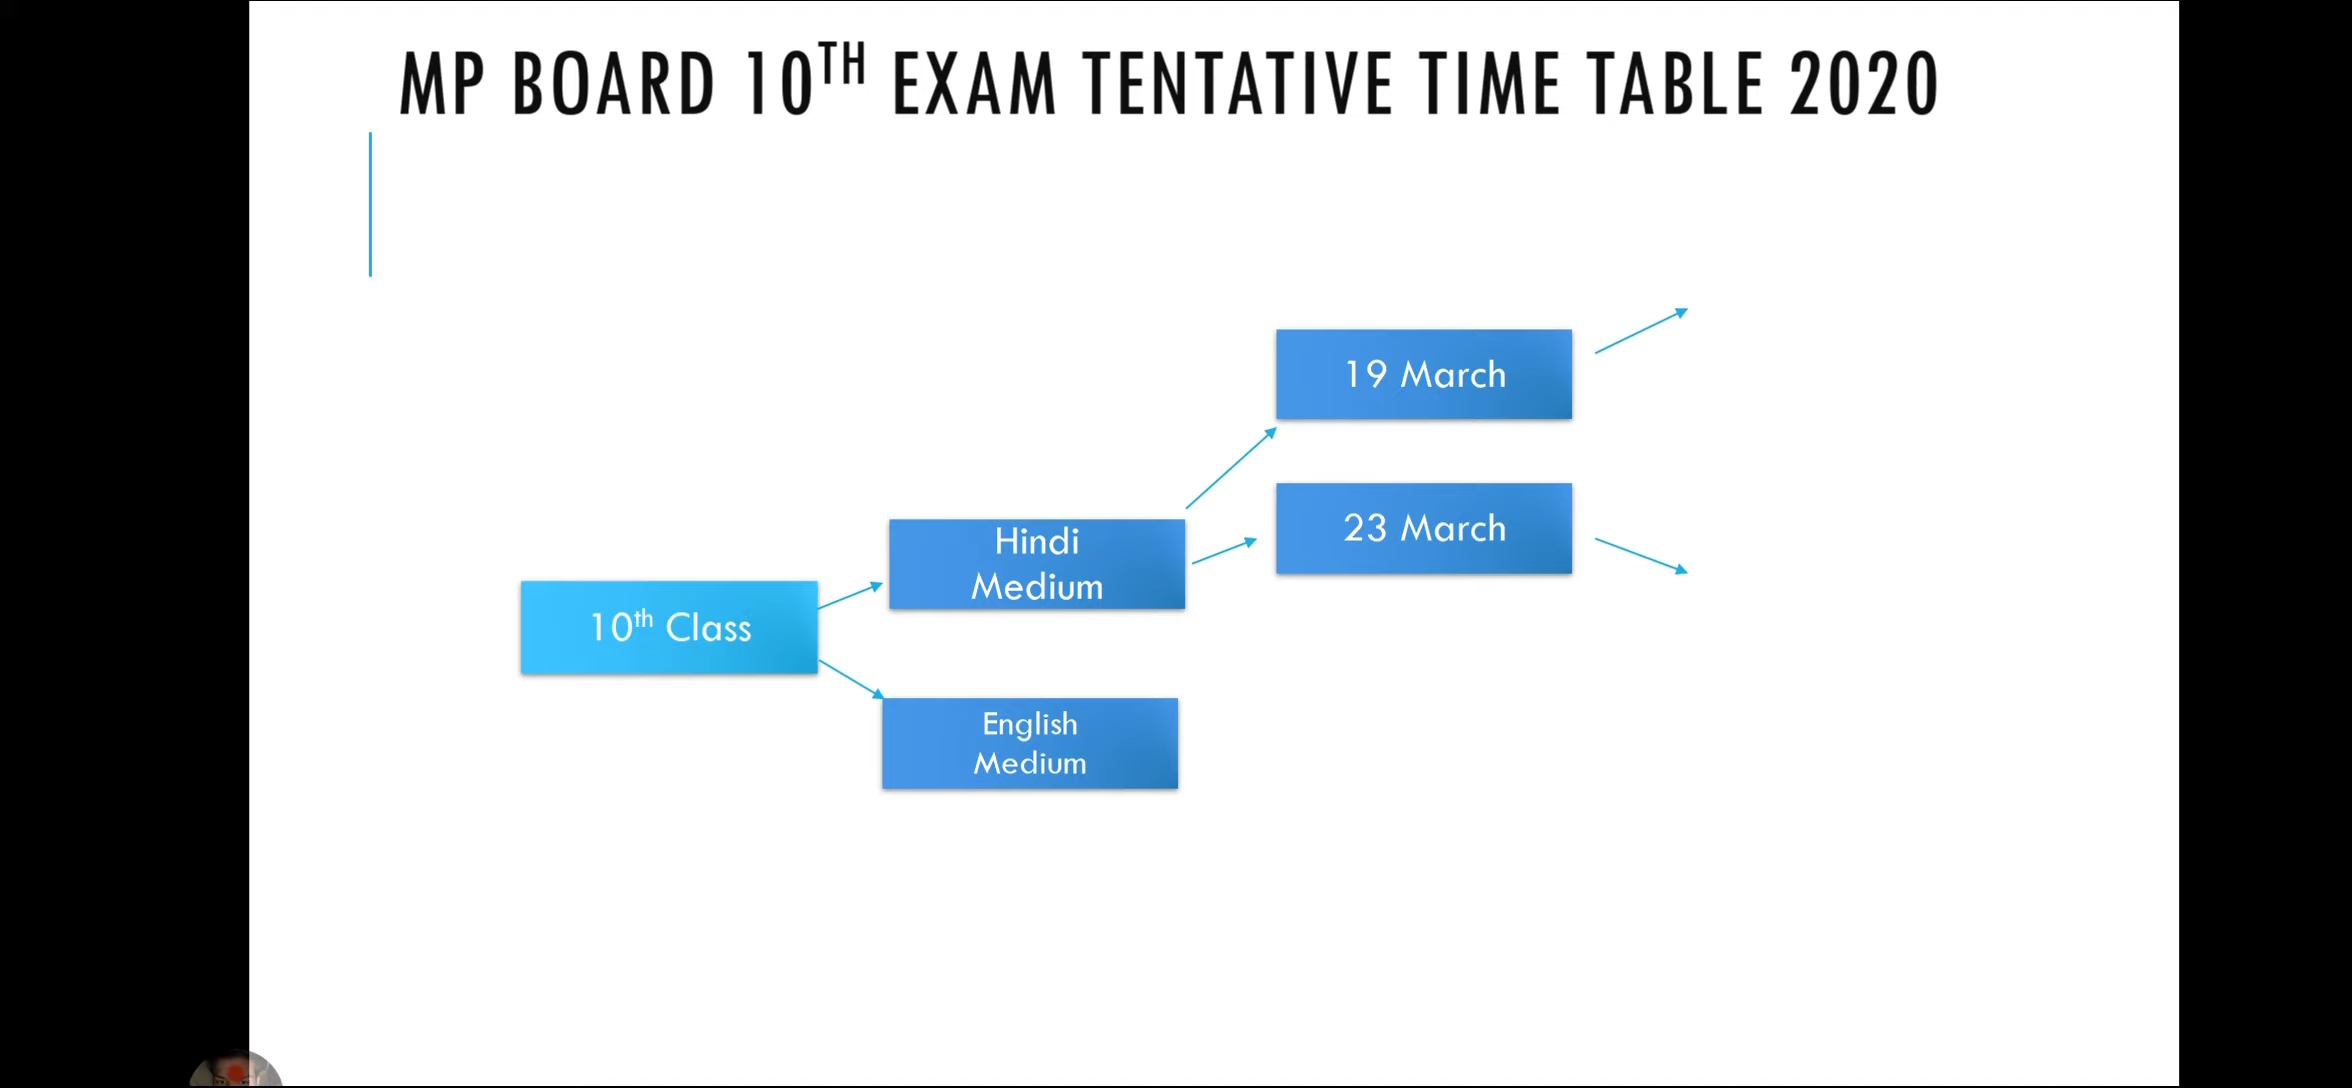 MP BOARD 10TH EXAM TENTATIVE TIME TABLE 2020
19 March
23 March
Hindi
Medium
10th Class
English
Medium